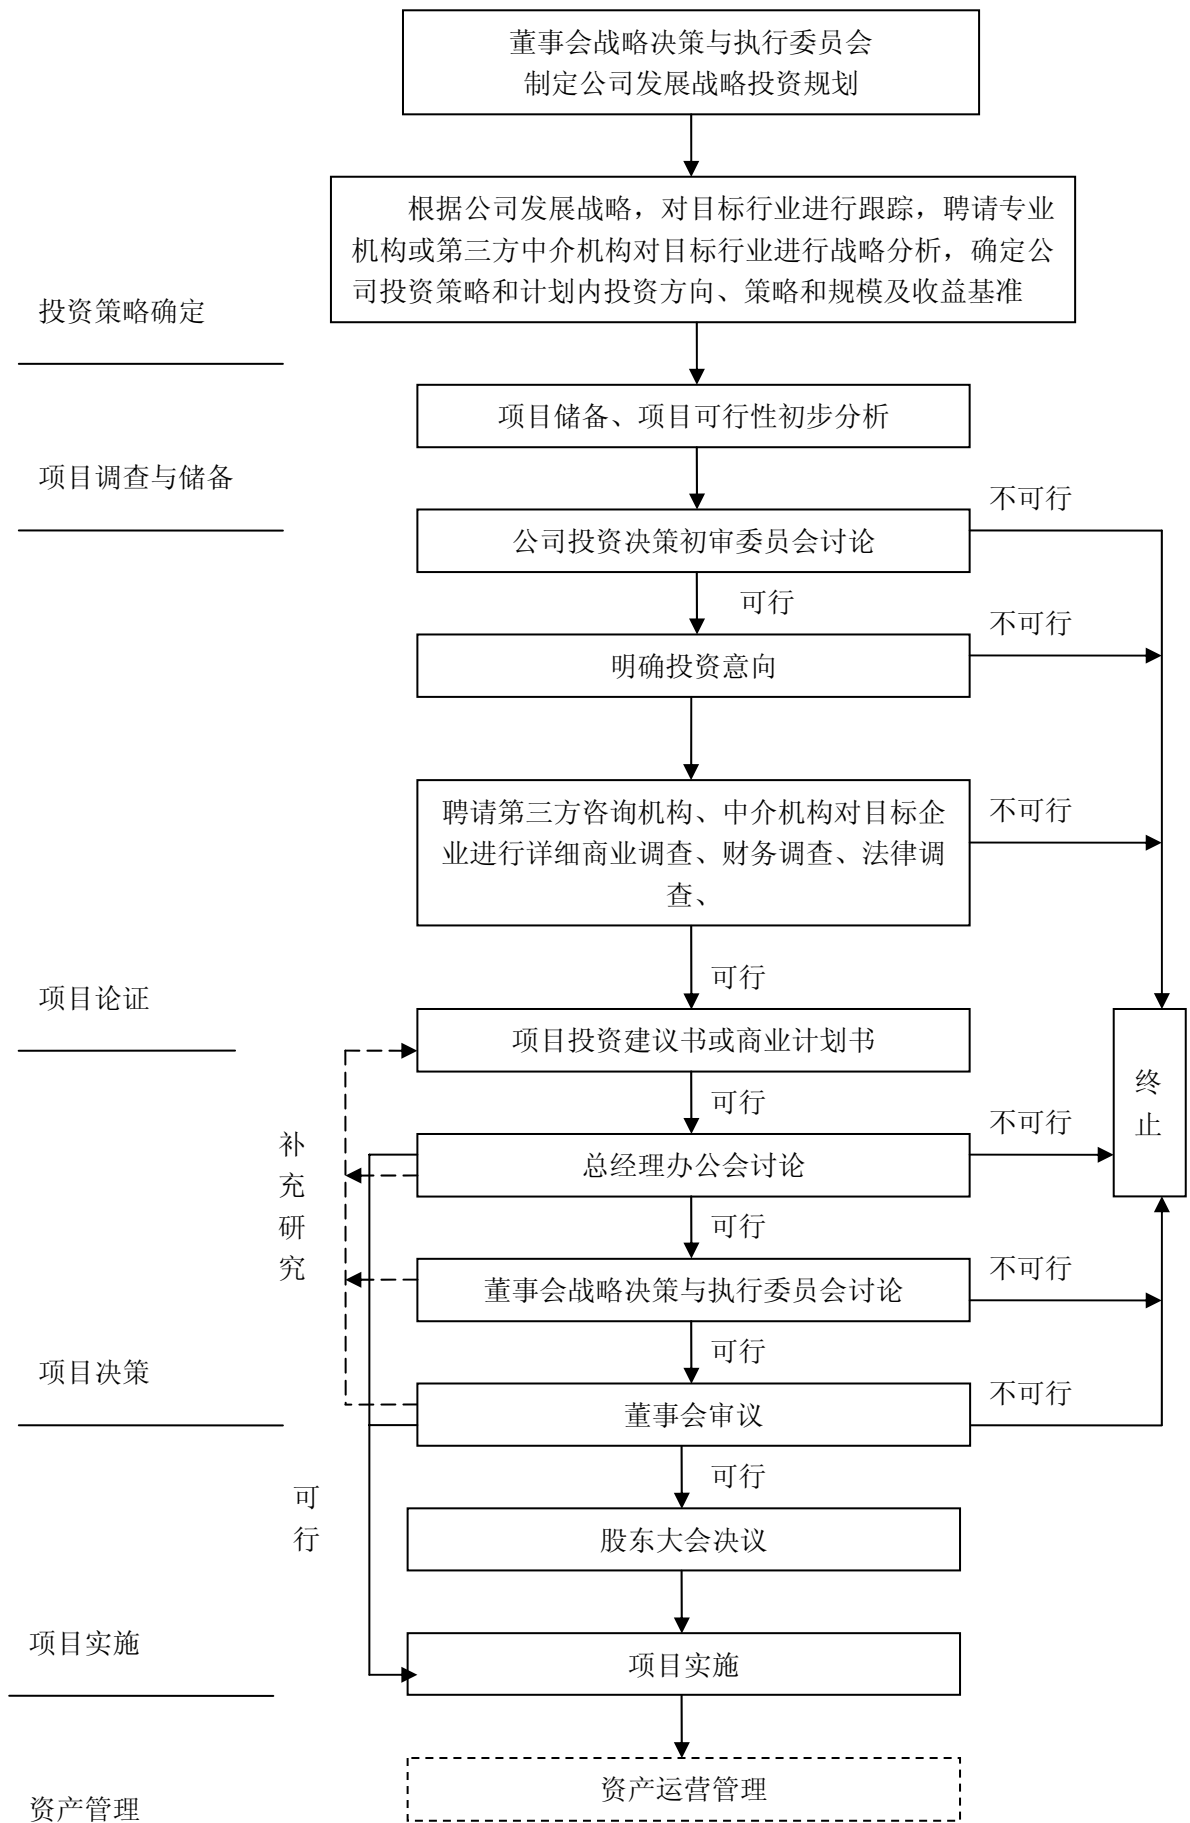 董事会战略决策与执行委员会
制定公司发展战略投资规划
根据公司发展战略，对目标行业进行跟踪，聘请专业
机构或第三方中介机构对目标行业进行战略分析，确定公
司投资策略和计划内投资方向、策略和规模及收益基准
投资策略确定
项目储备、项目可行性初步分析
项目调查与储备
不可行
公司投资决策初审委员会讨论
可行
不可行
明确投资意向
聘请第三方咨询机构、中介机构对目标企
业进行详细商业调查、财务调查、法律调
查、
不可行
可行
项目论证
项目投资建议书或商业计划书
终
止
可行
不可行
补
充
研
究
总经理办公会讨论
可行
不可行
董事会战略决策与执行委员会讨论
可行
项目决策
不可行
董事会审议
可行
可
行
股东大会决议
项目实施
项目实施
资产运营管理
资产管理